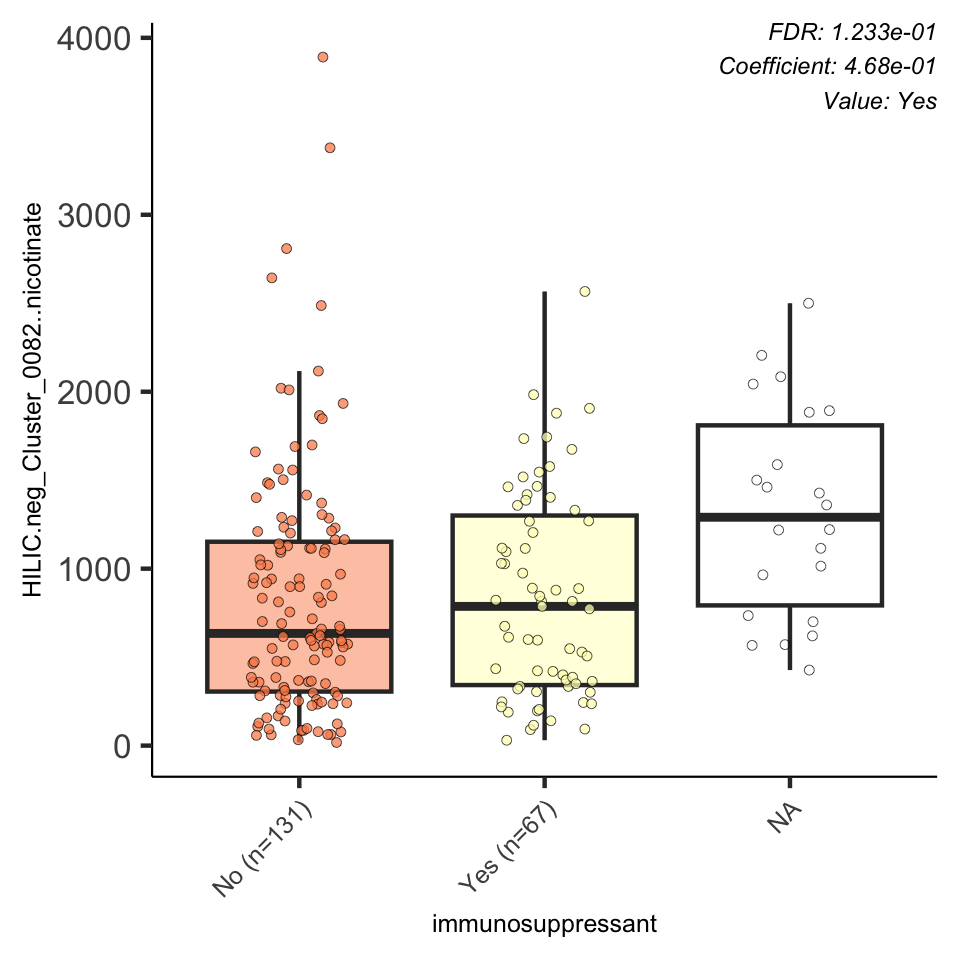 FDR: 1.233e-01
Coefficient: 4.68e-01
Value: Yes
HILIC.neg_Cluster_0082..nicotinate
4000
3000
2000
1000
0
No (n=131)
Yes (n=67)
NA
immunosuppressant